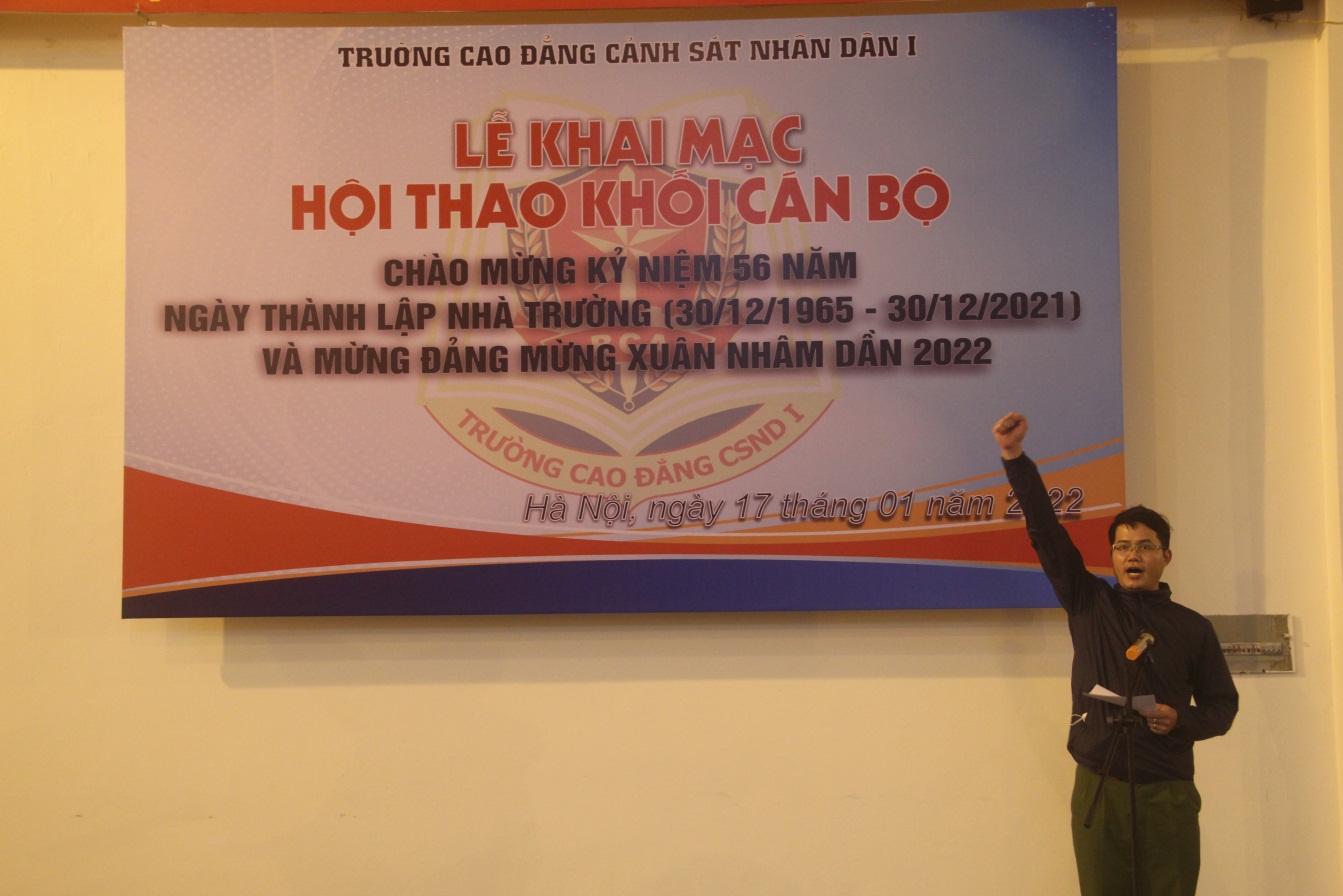 TRƯỜNG CAO ĐẲNG CẢNH SÁT NHÂN DÂN I
LỄ KHAI MẠC
HỘI THAO KHỐI CÁN BỘ
CHÀO MỪNG KỶ NIỆM 56 NĂM
NGÀY THÀNH LẬP NHÀ TRƯỜNG (30/12/1965 - 30/12/2021)
VÀ MỪNG ĐẢNG MỪNG XUÂN NHÂM DẦN 2022
BCA
TRƯỜNG CAO ĐẲNG CSND I
Hà Nội, ngày 17 tháng 01 năm 2022